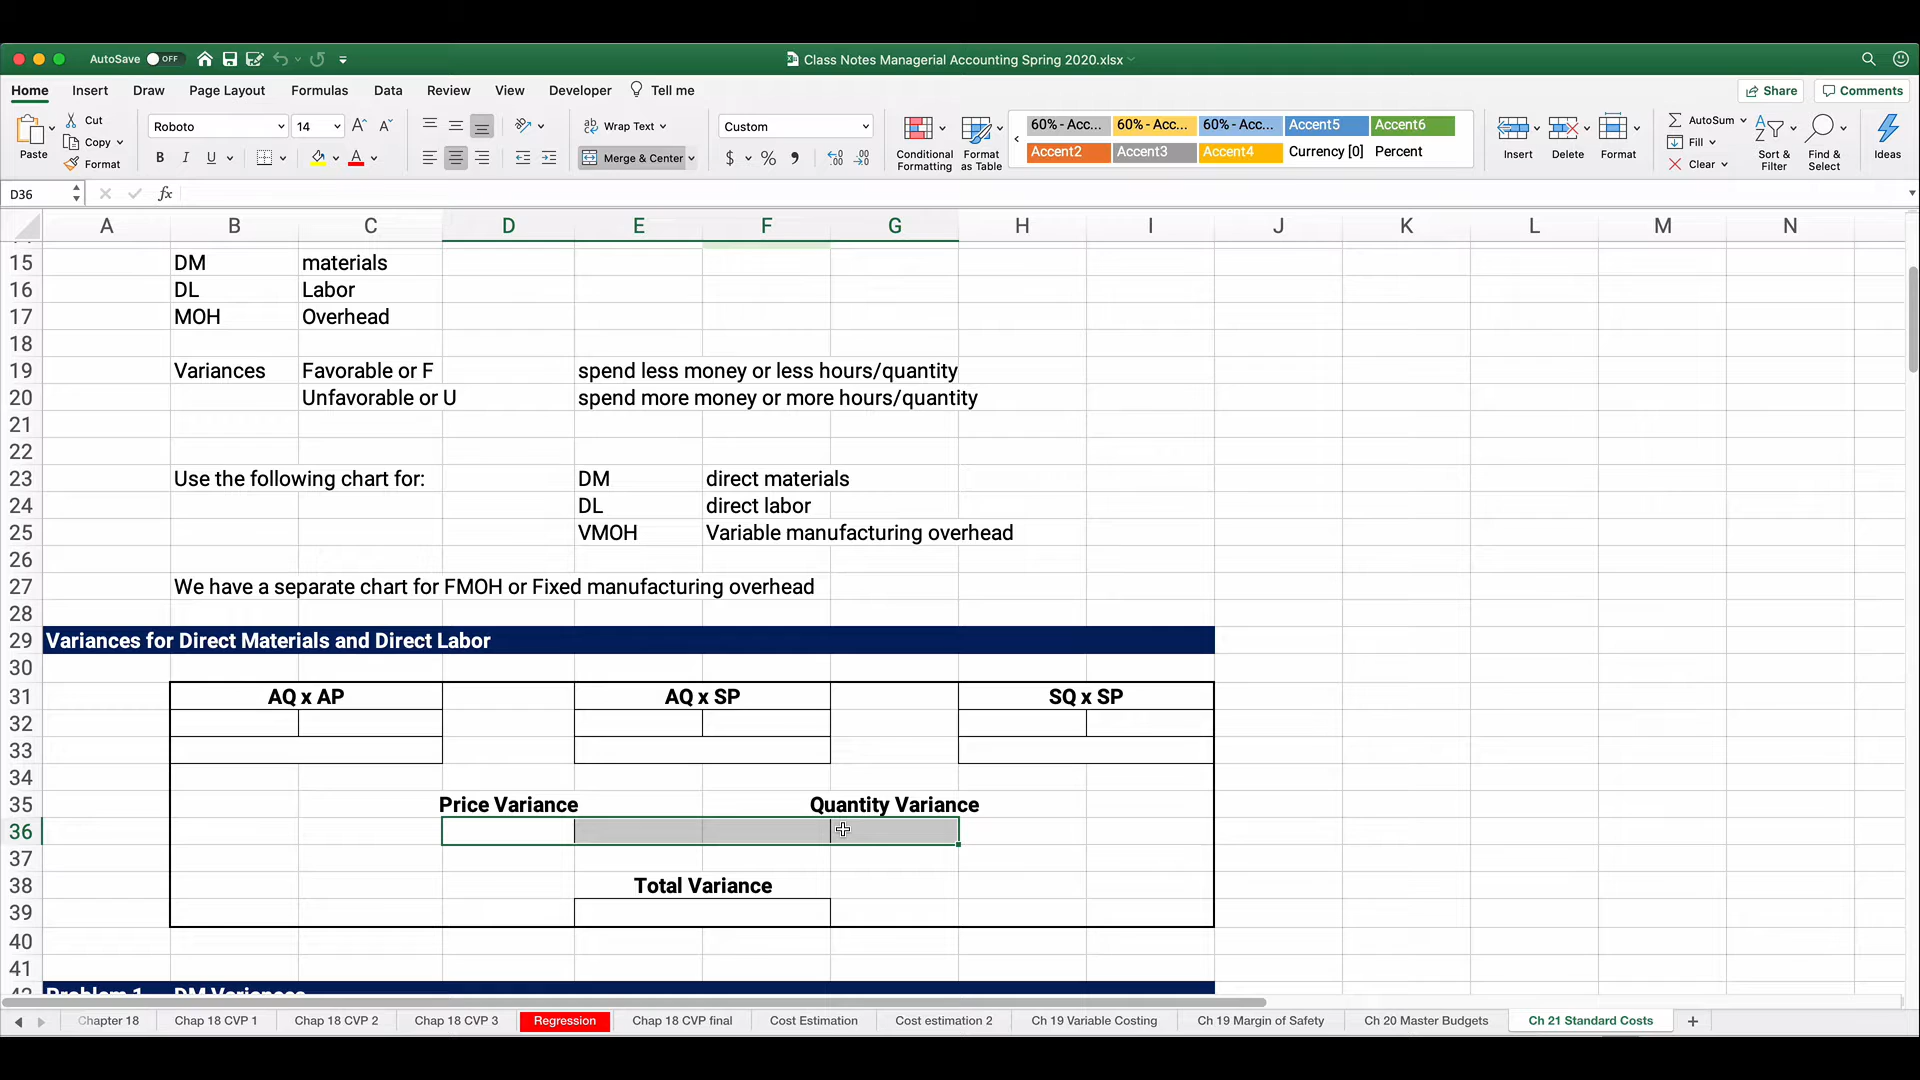 AutoSave OFF
Class Notes Managerial Accounting Spring 2020.xlsx
Home Insert Draw Page Layout Formulas Data Review View Developer Tell me Share Comments
Paste Cut Copy Format
Roboto 14 A A
B I U A
Wrap Text
Merge & Center
Custom
$ %
Conditional Formatting
Format as Table
60% - Acc... 60% - Acc... 60% - Acc... Accent5 Accent6
Accent2 Accent3 Accent4 Currency [0] Percent
Insert Delete Format
AutoSum
Fill
Clear
Sort & Filter
Find & Select
Ideas
D36 fx
A B C D E F G H I J K L M N
15 DM materials
16 DL Labor
17 MOH Overhead
18
19 Variances Favorable or F spend less money or less hours/quantity
20 Unfavorable or U spend more money or more hours/quantity
21
22
23 Use the following chart for: DM direct materials
24 DL direct labor
25 VMOH Variable manufacturing overhead
26
27 We have a separate chart for FMOH or Fixed manufacturing overhead
28
29 Variances for Direct Materials and Direct Labor
30
31 AQ x AP AQ x SP SQ x SP
32
33
34
35 Price Variance Quantity Variance
36
37
38 Total Variance
39
40
41
42 Problem 1 DM Variances
Chapter 18 Chap 18 CVP 1 Chap 18 CVP 2 Chap 18 CVP 3 Regression Chap 18 CVP final Cost Estimation Cost estimation 2 Ch 19 Variable Costing Ch 19 Margin of Safety Ch 20 Master Budgets Ch 21 Standard Costs